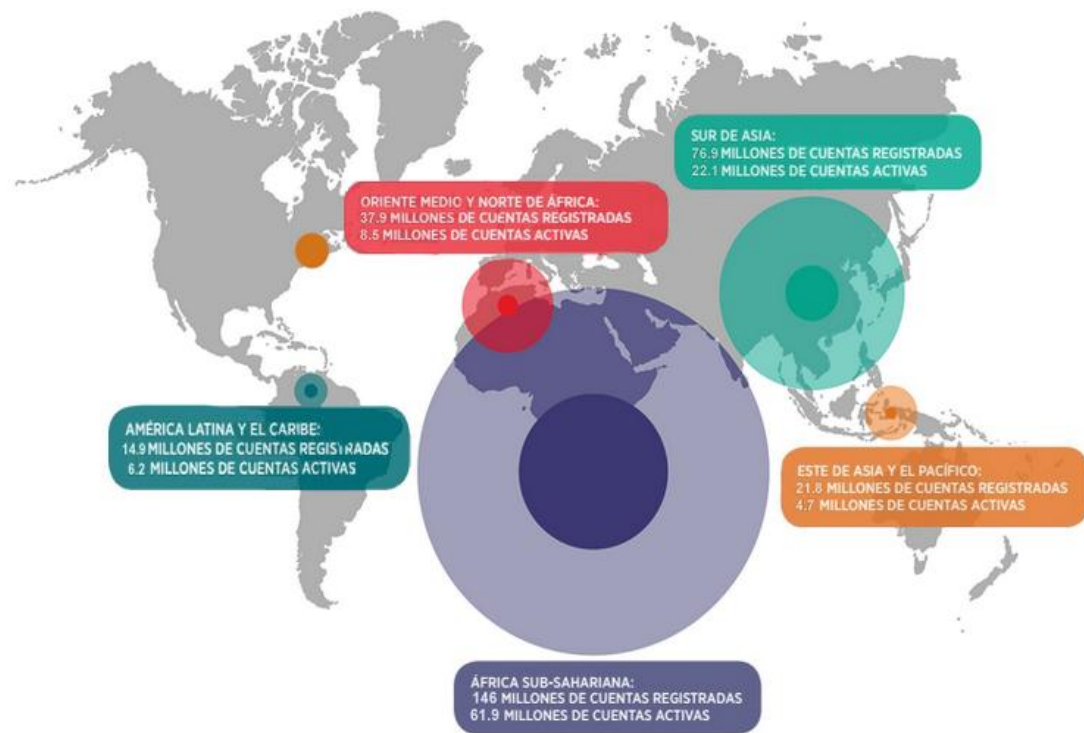 SUR DE ASIA:
76.9 MILLONES DE CUENTAS REGISTRADAS
22.1 MILLONES DE CUENTAS ACTIVAS
ORIENTE MEDIO Y NORTE DE ÁFRICA:
37.9 MILLONES DE CUENTAS REGISTRADAS
8.5 MILLONES DE CUENTAS ACTIVAS
AMÉRICA LATINA Y EL CARIBE:
14.9 MILLONES DE CUENTAS REGISTRADAS
6.2 MILLONES DE CUENTAS ACTIVAS
ESTE DE ASIA Y EL PACÍFICO:
21.8 MILLONES DE CUENTAS REGISTRADAS
4.7 MILLONES DE CUENTAS ACTIVAS
ÁFRICA SUB-SAHARIANA:
146 MILLONES DE CUENTAS REGISTRADAS
61.9 MILLONES DE CUENTAS ACTIVAS